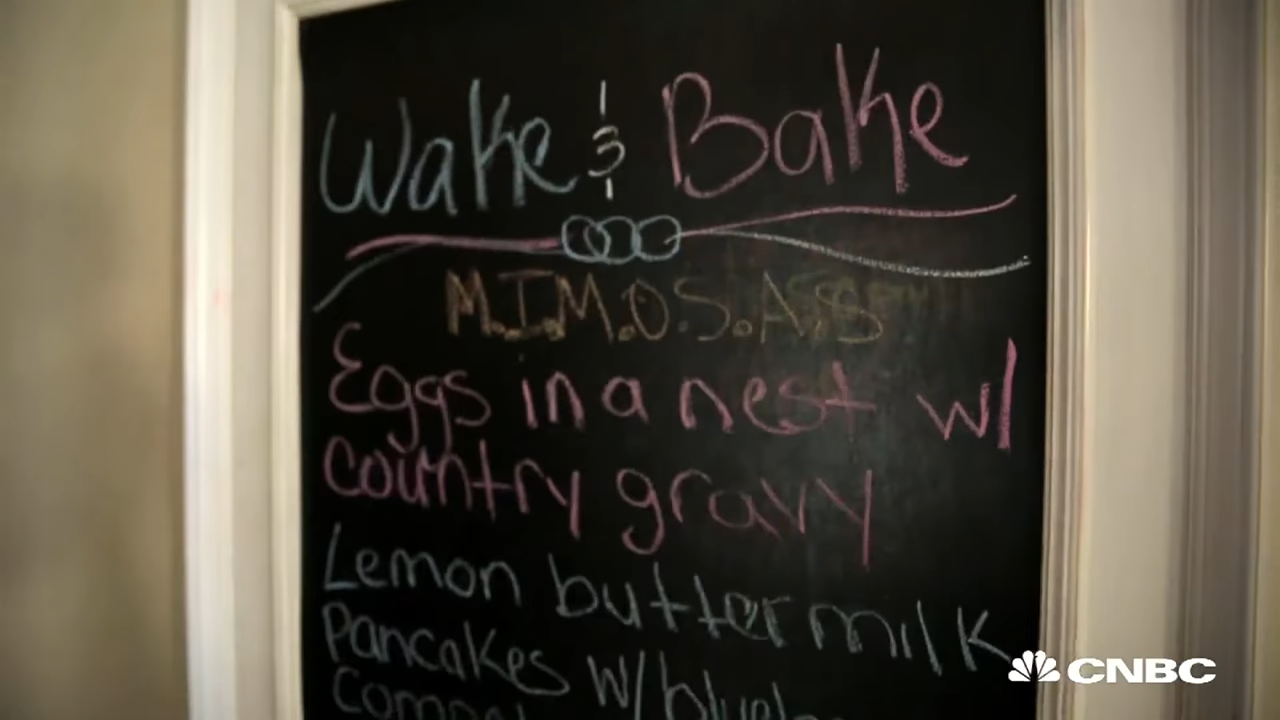 Wake & Bake
M.I.M.O.S.A.S
Eggs in a nest w/
country gravy
Lemon buttermilk
Pancakes w/
CNBC